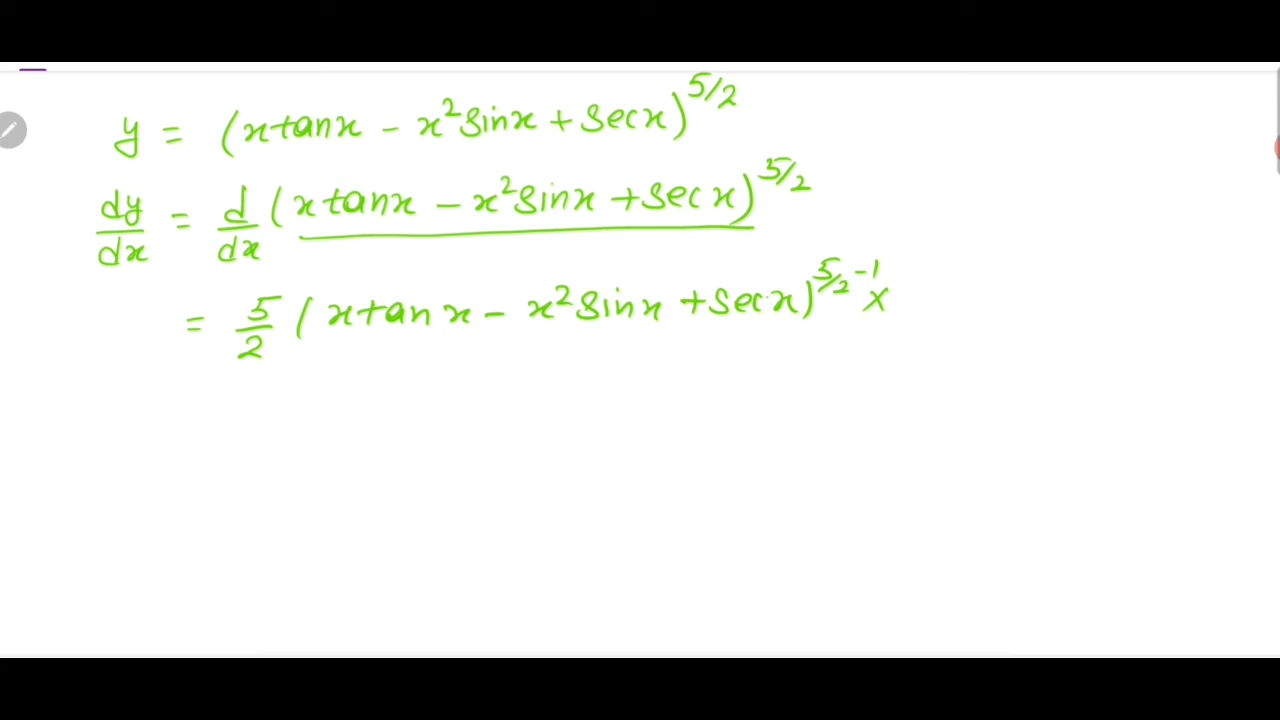 y = (x tan x - x² sin x + sec x)^5/2
dy/dx = d/dx (x tan x - x² sin x + sec x)^5/2
= 5/2 (x tan x - x² sin x + sec x)^5/2 -1 ×